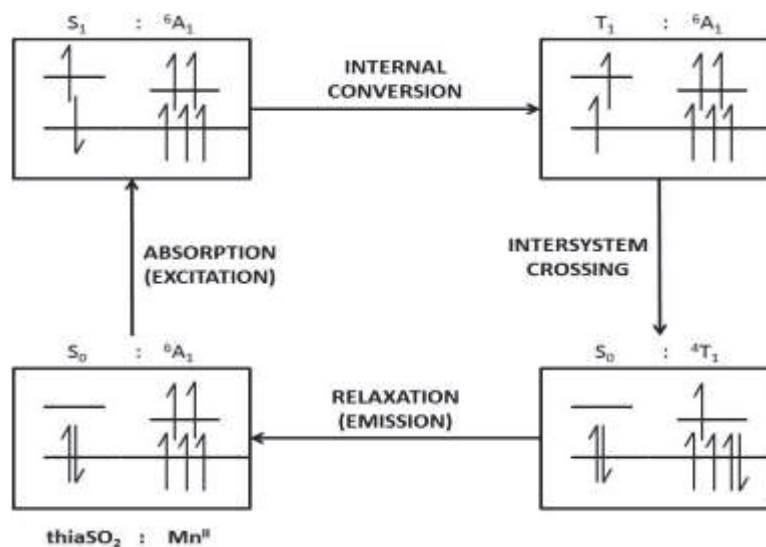 S₁ : ⁶A₁
T₁ : ⁶A₁
INTERNAL
CONVERSION
ABSORPTION
(EXCITATION)
INTERSYSTEM
CROSSING
S₀ : ⁶A₁
S₀ : ⁴T₁
RELAXATION
(EMISSION)
thiaSO₂ : Mnᴵᴵ